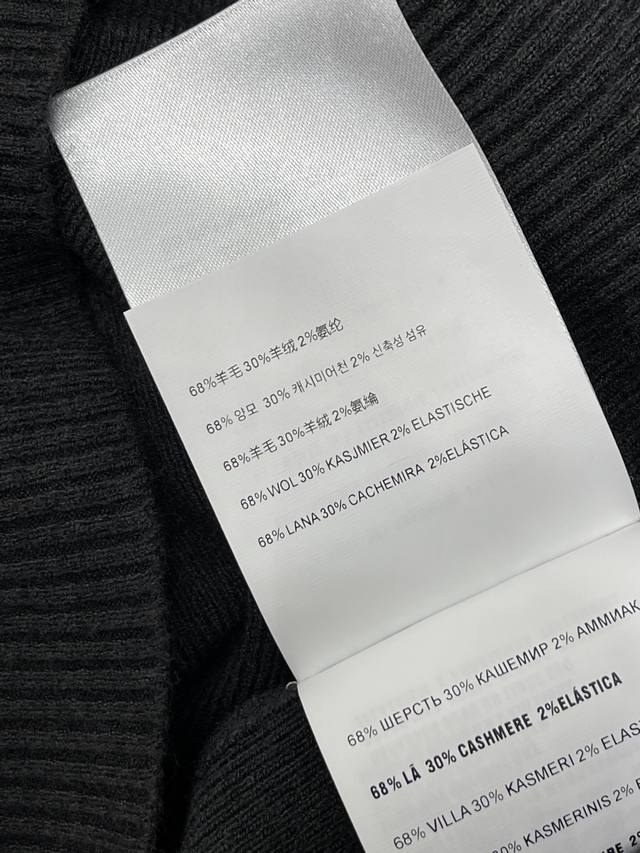 68%羊毛 30%羊绒 2%氨纶
68% 양모 30% 캐시미어천 2% 신축성 섬유
68%羊毛 30%羊绒 2%氨綸
68% WOL 30% KASJMIER 2% ELASTISCHE
68% LANA 30% CACHEMIRA 2%ELÁSTICA
68% ШЕРСТЬ 30% КАШЕМИР 2% АММИАК
68% LÃ 30% CASHMERE 2%ELÁSTICA
68% VILLA 30% KASMERI 2%
30% KASMERINIS 2%